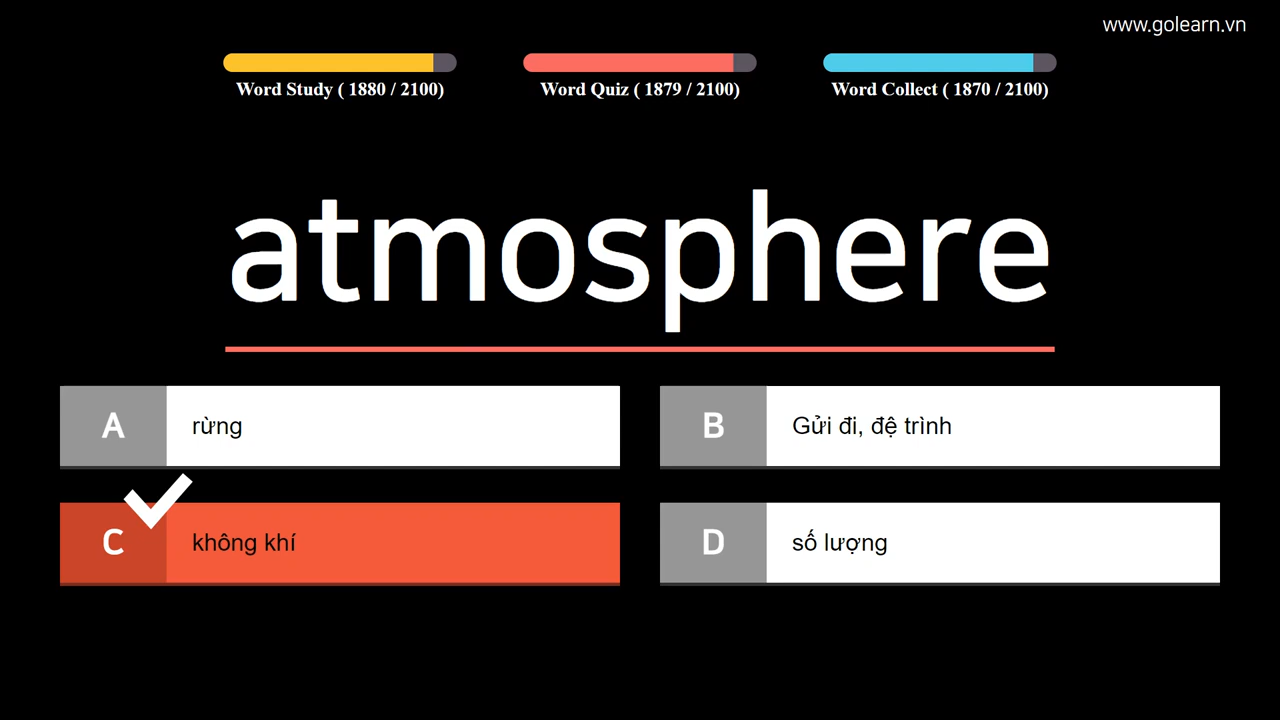 www.golearn.vn
Word Study ( 1880 / 2100)
Word Quiz ( 1879 / 2100)
Word Collect ( 1870 / 2100)
atmosphere
A
rừng
B
Gửi đi, đệ trình
C
không khí
D
số lượng